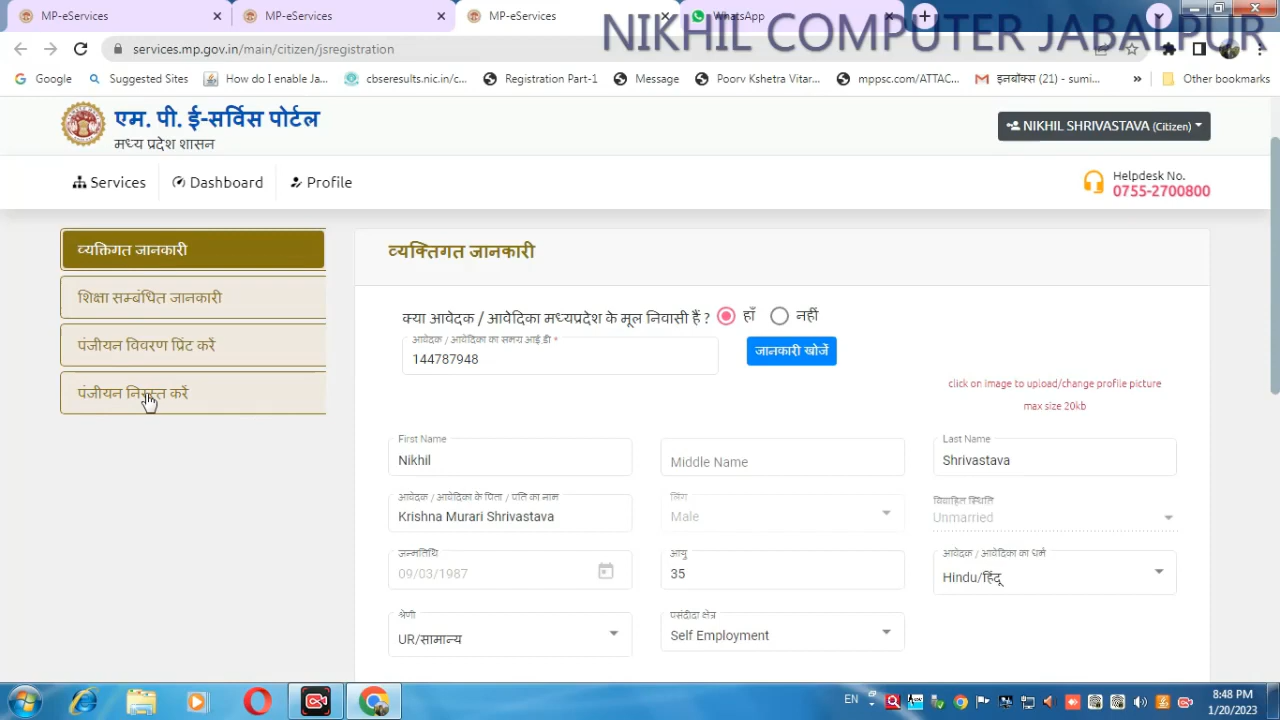 MP-eServices
MP-eServices
MP-eServices
WhatsApp
NIKHIL COMPUTER JABALPUR
services.mp.gov.in/main/citizen/jsregistration
Google
Suggested Sites
How do I enable Ja...
cbseresults.nic.in/c...
Registration Part-1
Message
Poorv Kshetra Vitar...
mppsc.com/ATTAC...
इनबॉक्स (21) - sumi...
»
Other bookmarks
एम. पी. ई-सर्विस पोर्टल
मध्य प्रदेश शासन
NIKHIL SHRIVASTAVA (Citizen)
Services
Dashboard
Profile
Helpdesk No.
0755-2700800
व्यक्तिगत जानकारी
शिक्षा सम्बंधित जानकारी
पंजीयन विवरण प्रिंट करें
पंजीयन निरस्त करें
व्यक्तिगत जानकारी
क्या आवेदक / आवेदिका मध्यप्रदेश के मूल निवासी हैं ? हाँ नहीं
आवेदक / आवेदिका का समग्र आई.डी *
144787948
जानकारी खोजें
click on image to upload/change profile picture
max size 20kb
First Name
Nikhil
Middle Name
Last Name
Shrivastava
आवेदक / आवेदिका के पिता / पति का नाम
Krishna Murari Shrivastava
लिंग
Male
विवाहित स्थिति
Unmarried
जन्मतिथि
09/03/1987
आयु
35
आवेदक / आवेदिका का धर्म
Hindu/हिंदू
श्रेणी
UR/सामान्य
पसंदीदा क्षेत्र
Self Employment
EN
8:48 PM
1/20/2023